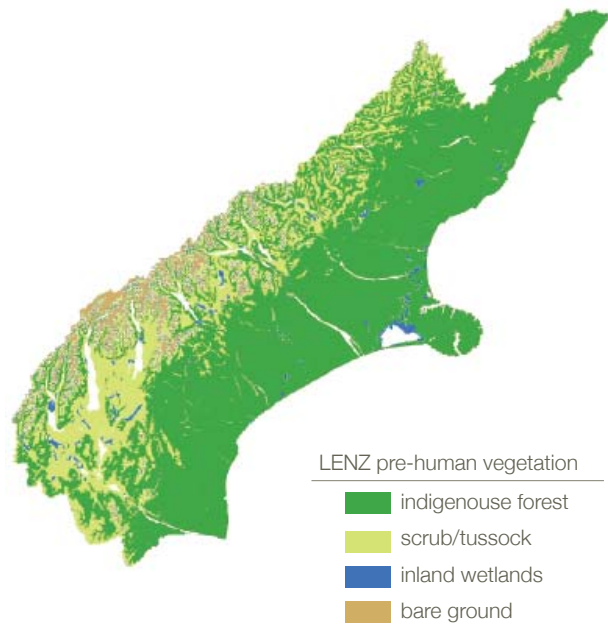 LENZ pre-human vegetation
indigenouse forest
scrub/tussock
inland wetlands
bare ground